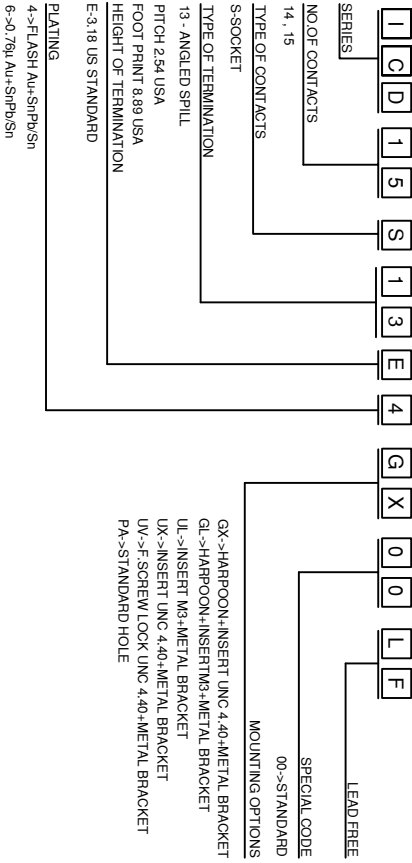 I C D 1 5 S 1 3 E 4 G X 0 0 L F
SERIES
NO.OF CONTACTS
14 , 15
TYPE OF CONTACTS
S-SOCKET
TYPE OF TERMINATION
13 - ANGLED SPILL
PITCH 2.54 USA
FOOT PRINT 8.89 USA
HEIGHT OF TERMINATION
E-3.18 US STANDARD
PLATING
4->FLASH Au+SnPb/Sn
6->0.76µ Au+SnPb/Sn
LEAD FREE
SPECIAL CODE
00->STANDARD
MOUNTING OPTIONS
GX->HARPOON+INSERT UNC 4.40+METAL BRACKET
GL->HARPOON+INSERTM3+METAL BRACKET
UL->INSERT M3+METAL BRACKET
UX->INSERT UNC 4.40+METAL BRACKET
UV->F.SCREW LOCK UNC 4.40+METAL BRACKET
PA->STANDARD HOLE